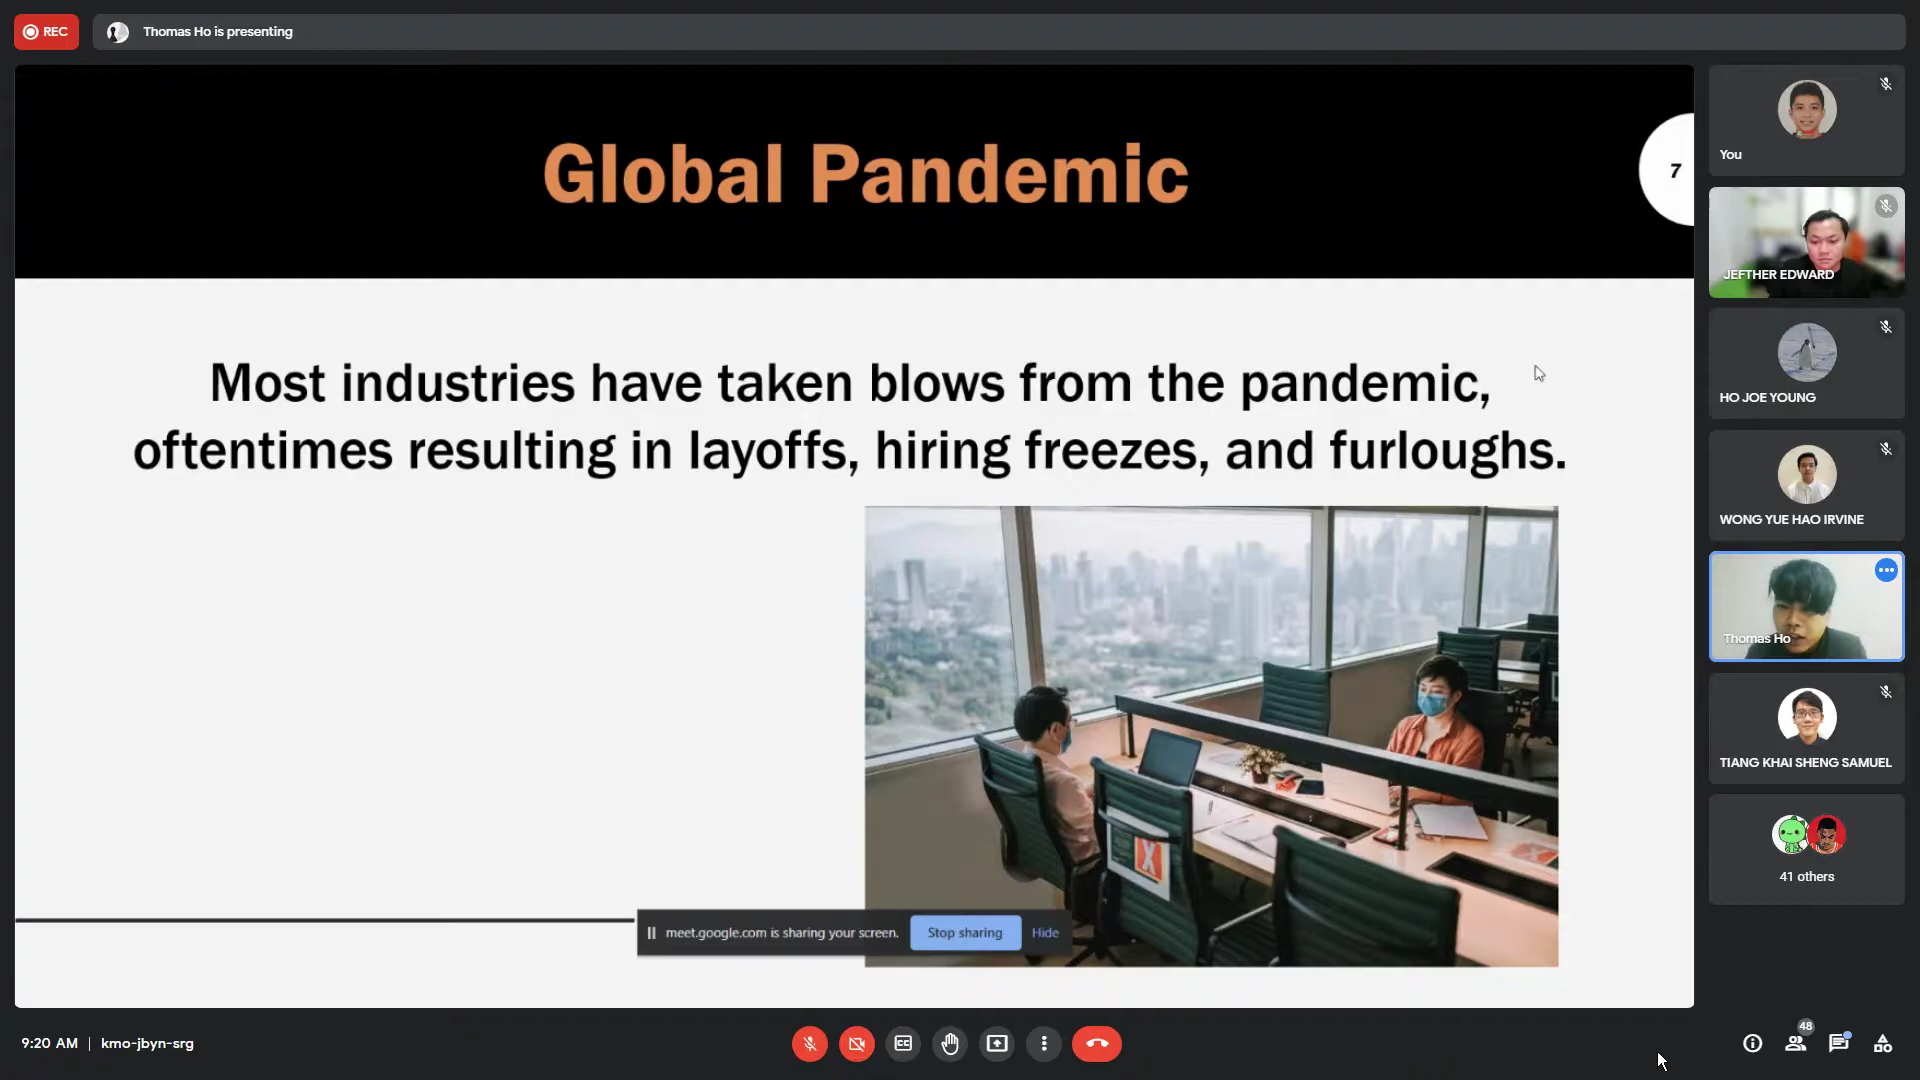 REC
Thomas Ho is presenting
Global Pandemic
7
Most industries have taken blows from the pandemic,
oftentimes resulting in layoffs, hiring freezes, and furloughs.
meet.google.com is sharing your screen.
Stop sharing
Hide
You
JEFTHER EDWARD
HO JOE YOUNG
WONG YUE HAO IRVINE
Thomas Ho
TIANG KHAI SHENG SAMUEL
41 others
9:20 AM | kmo-jbyn-srg
CC
48